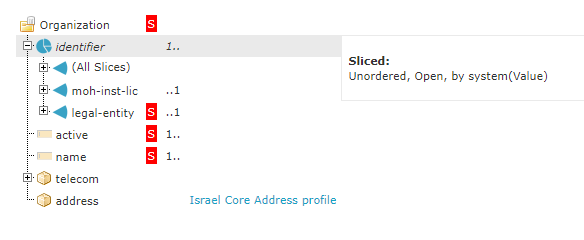 Organization S
identifier 1..
Sliced:
Unordered, Open, by system(Value)
(All Slices)
moh-inst-lic ..1
legal-entity S ..1
active S 1..
name S 1..
telecom
address Israel Core Address profile